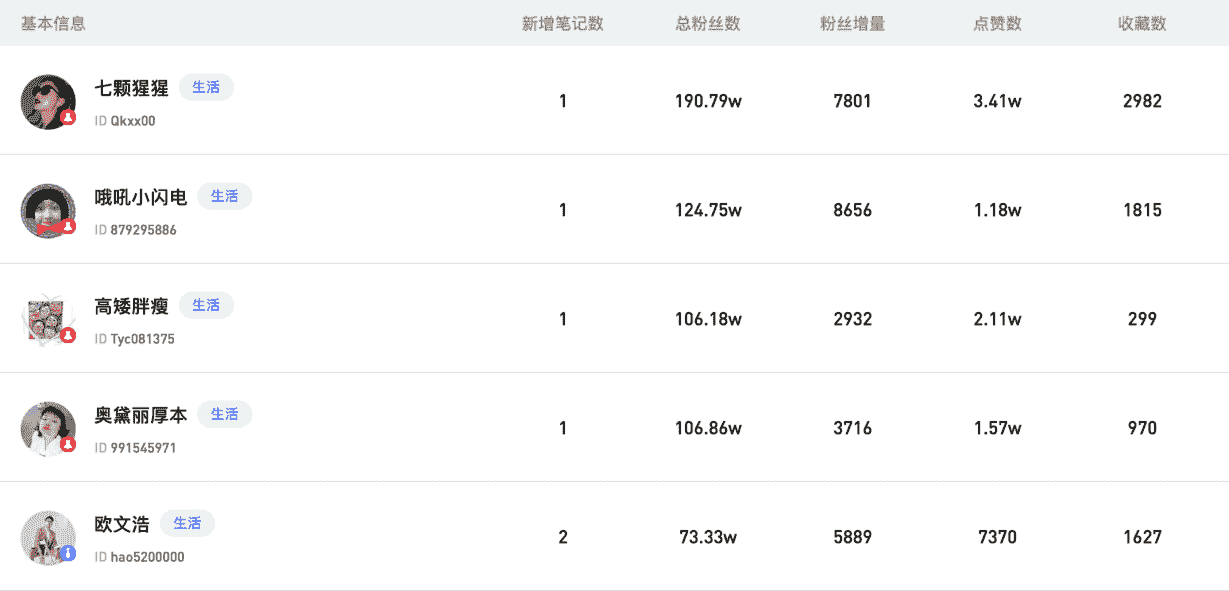 基本信息 新增笔记数 总粉丝数 粉丝增量 点赞数 收藏数
七颗猩猩 生活
1 190.79w 7801 3.41w 2982
ID Qkxx00
哦吼小闪电 生活
1 124.75w 8656 1.18w 1815
ID 879295886
高矮胖瘦 生活
1 106.18w 2932 2.11w 299
ID Tyc081375
奥黛丽厚本 生活
1 106.86w 3716 1.57w 970
ID 991545971
欧文浩 生活
2 73.33w 5889 7370 1627
ID hao5200000